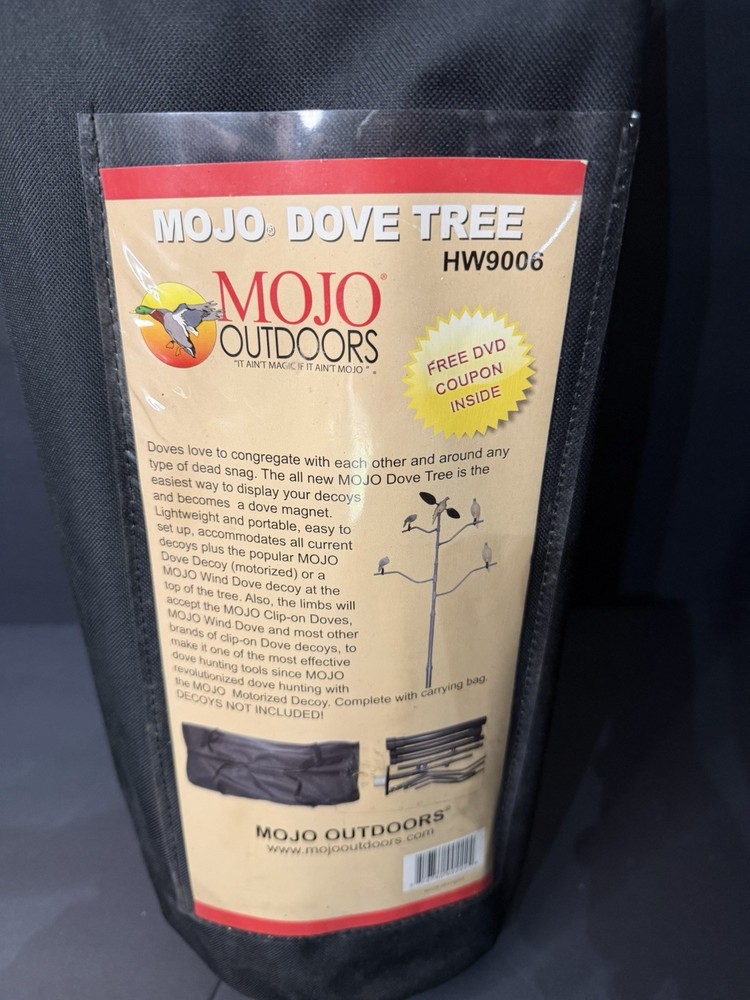 MOJO® DOVE TREE
HW9006
MOJO®
OUTDOORS
"IT AIN'T MAGIC IF IT AIN'T MOJO"®
FREE DVD
COUPON
INSIDE
Doves love to congregate with each other and around any
type of dead snag. The all new MOJO Dove Tree is the
easiest way to display your decoys
and becomes a dove magnet.
Lightweight and portable, easy to
set up, accommodates all current
decoys plus the popular MOJO
Dove Decoy (motorized) or a
MOJO Wind Dove decoy at the
top of the tree. Also, the limbs will
accept the MOJO Clip-on Doves,
MOJO Wind Dove and most other
brands of clip-on Dove decoys, to
make it one of the most effective
dove hunting tools since MOJO
revolutionized dove hunting with
the MOJO Motorized Decoy. Complete with carrying bag.
DECOYS NOT INCLUDED!
MOJO OUTDOORS®
www.mojooutdoors.com